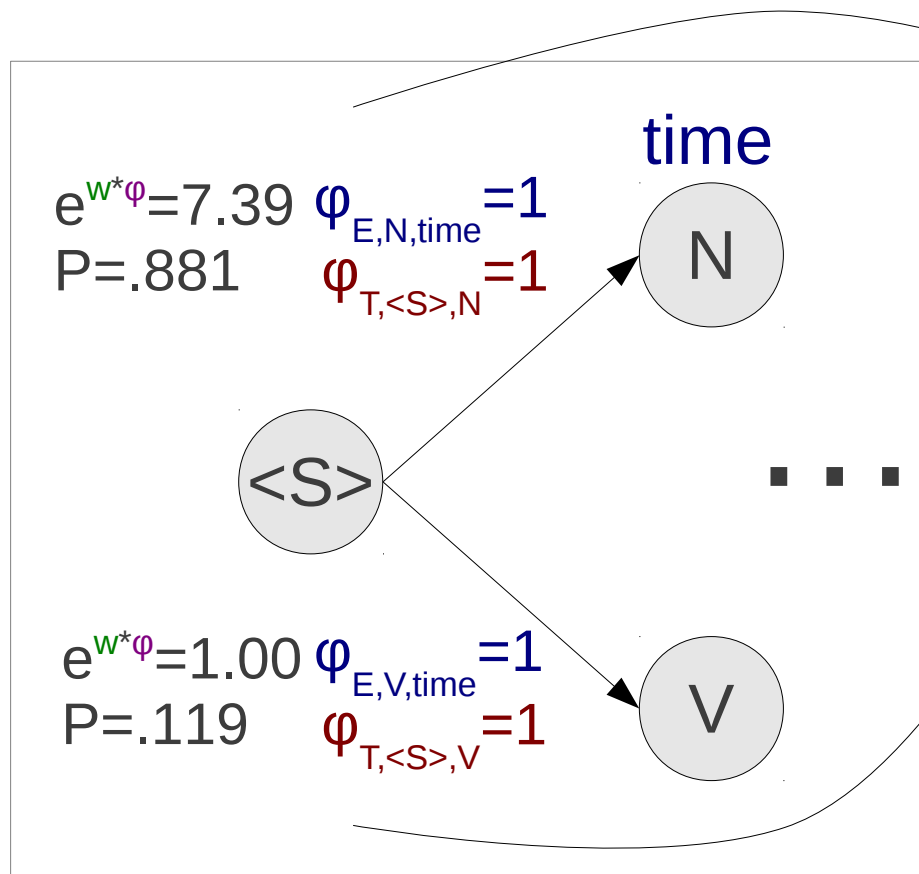 time
e^w*φ=7.39 φ_E,N,time=1
P=.881 φ_T,<S>,N=1
N
<S>
...
e^w*φ=1.00 φ_E,V,time=1
P=.119 φ_T,<S>,V=1
V